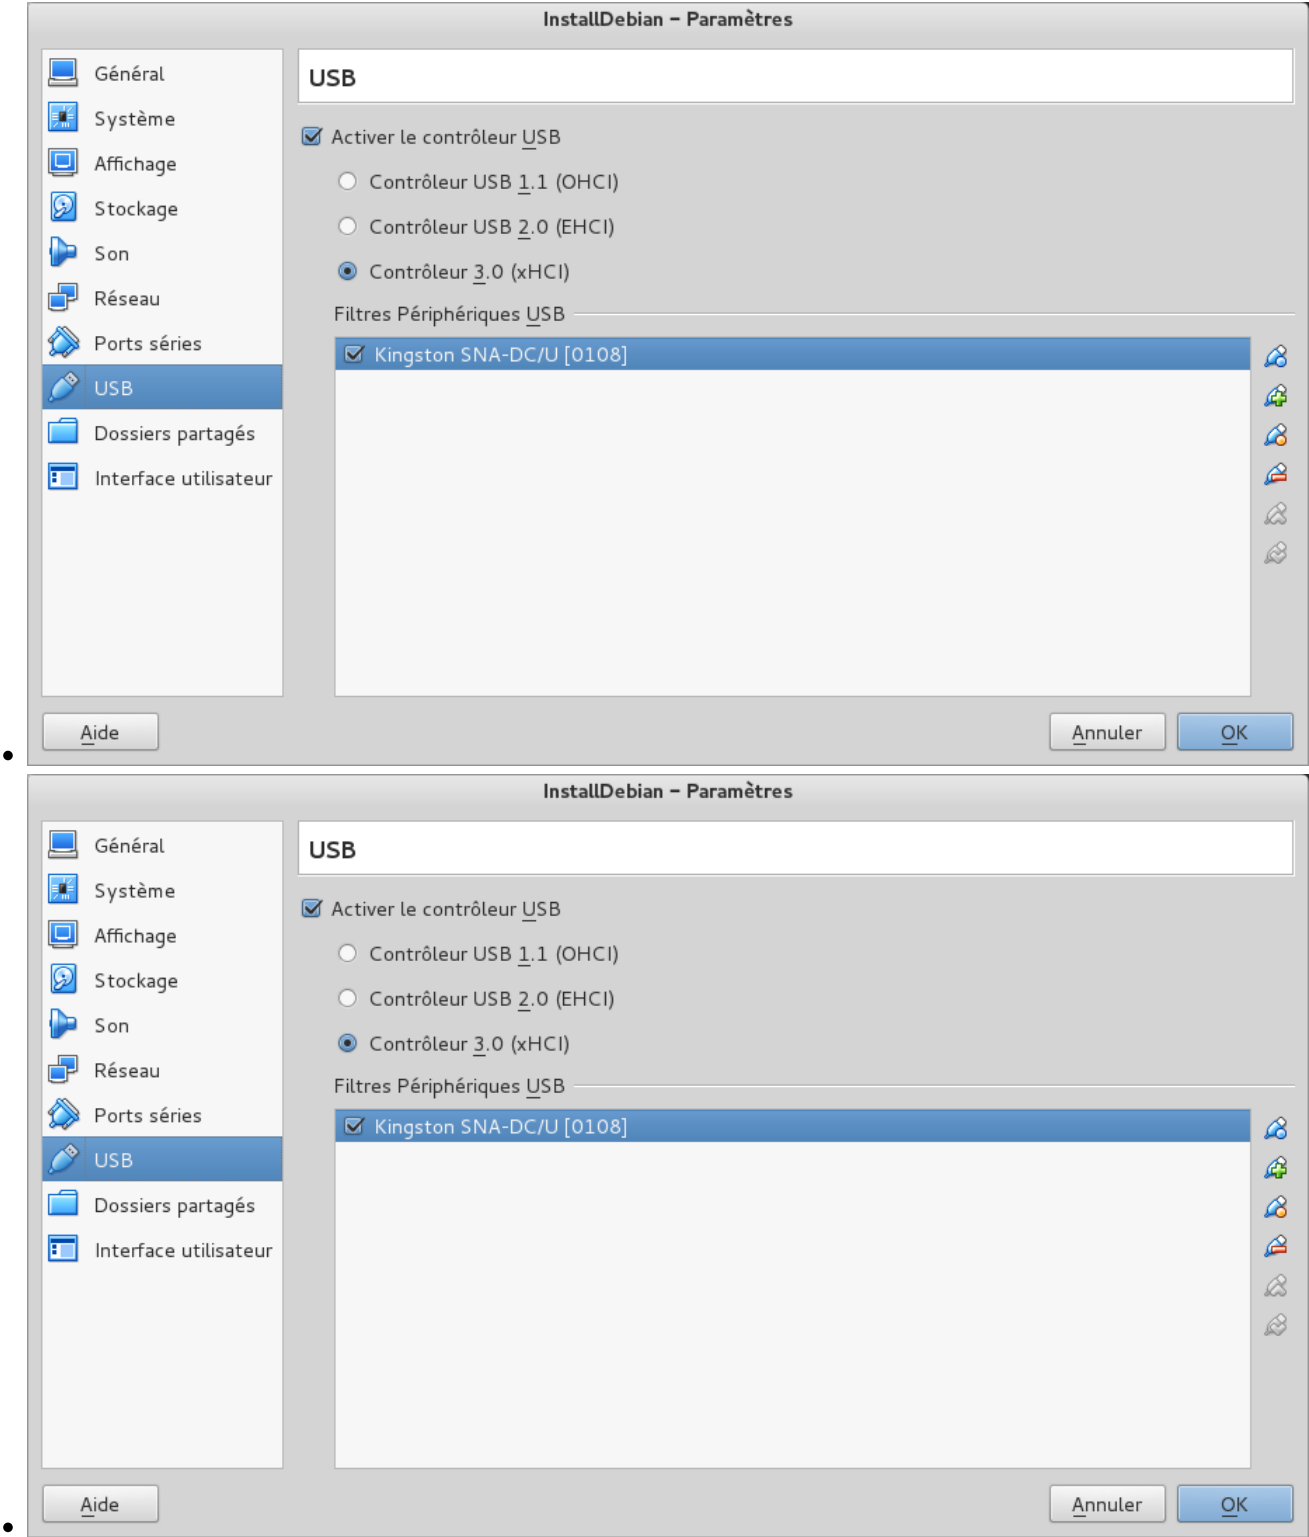 InstallDebian – Paramètres
Général
USB
Système
Activer le contrôleur USB
Affichage
Contrôleur USB 1.1 (OHCI)
Stockage
Contrôleur USB 2.0 (EHCI)
Son
Contrôleur 3.0 (xHCI)
Réseau
Filtres Périphériques USB
Ports séries
Kingston SNA-DC/U [0108]
USB
Dossiers partagés
Interface utilisateur
Aide
Annuler
OK
InstallDebian – Paramètres
Général
USB
Système
Activer le contrôleur USB
Affichage
Contrôleur USB 1.1 (OHCI)
Stockage
Contrôleur USB 2.0 (EHCI)
Son
Contrôleur 3.0 (xHCI)
Réseau
Filtres Périphériques USB
Ports séries
Kingston SNA-DC/U [0108]
USB
Dossiers partagés
Interface utilisateur
Aide
Annuler
OK